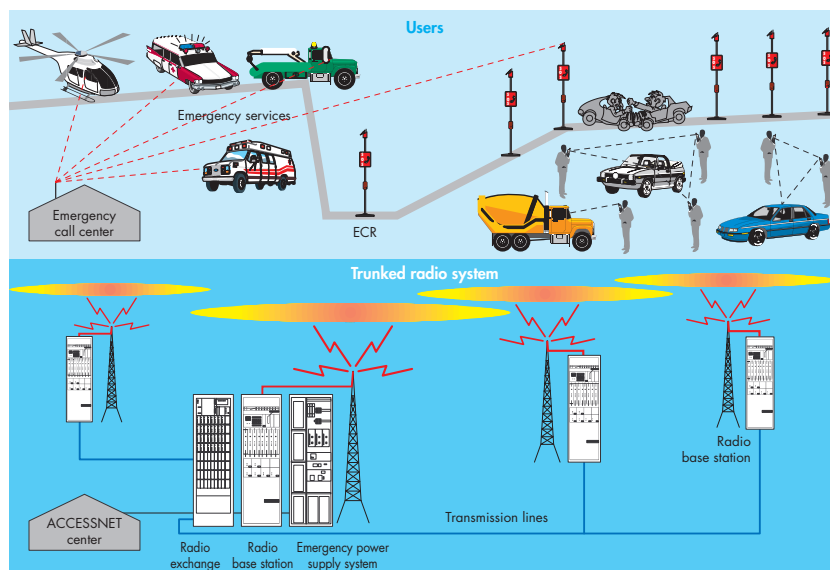 Users
Emergency services
Emergency
call center
ECR
Trunked radio system
Radio
base station
ACCESSNET
center
Transmission lines
Radio
exchange
Radio
base station
Emergency power
supply system